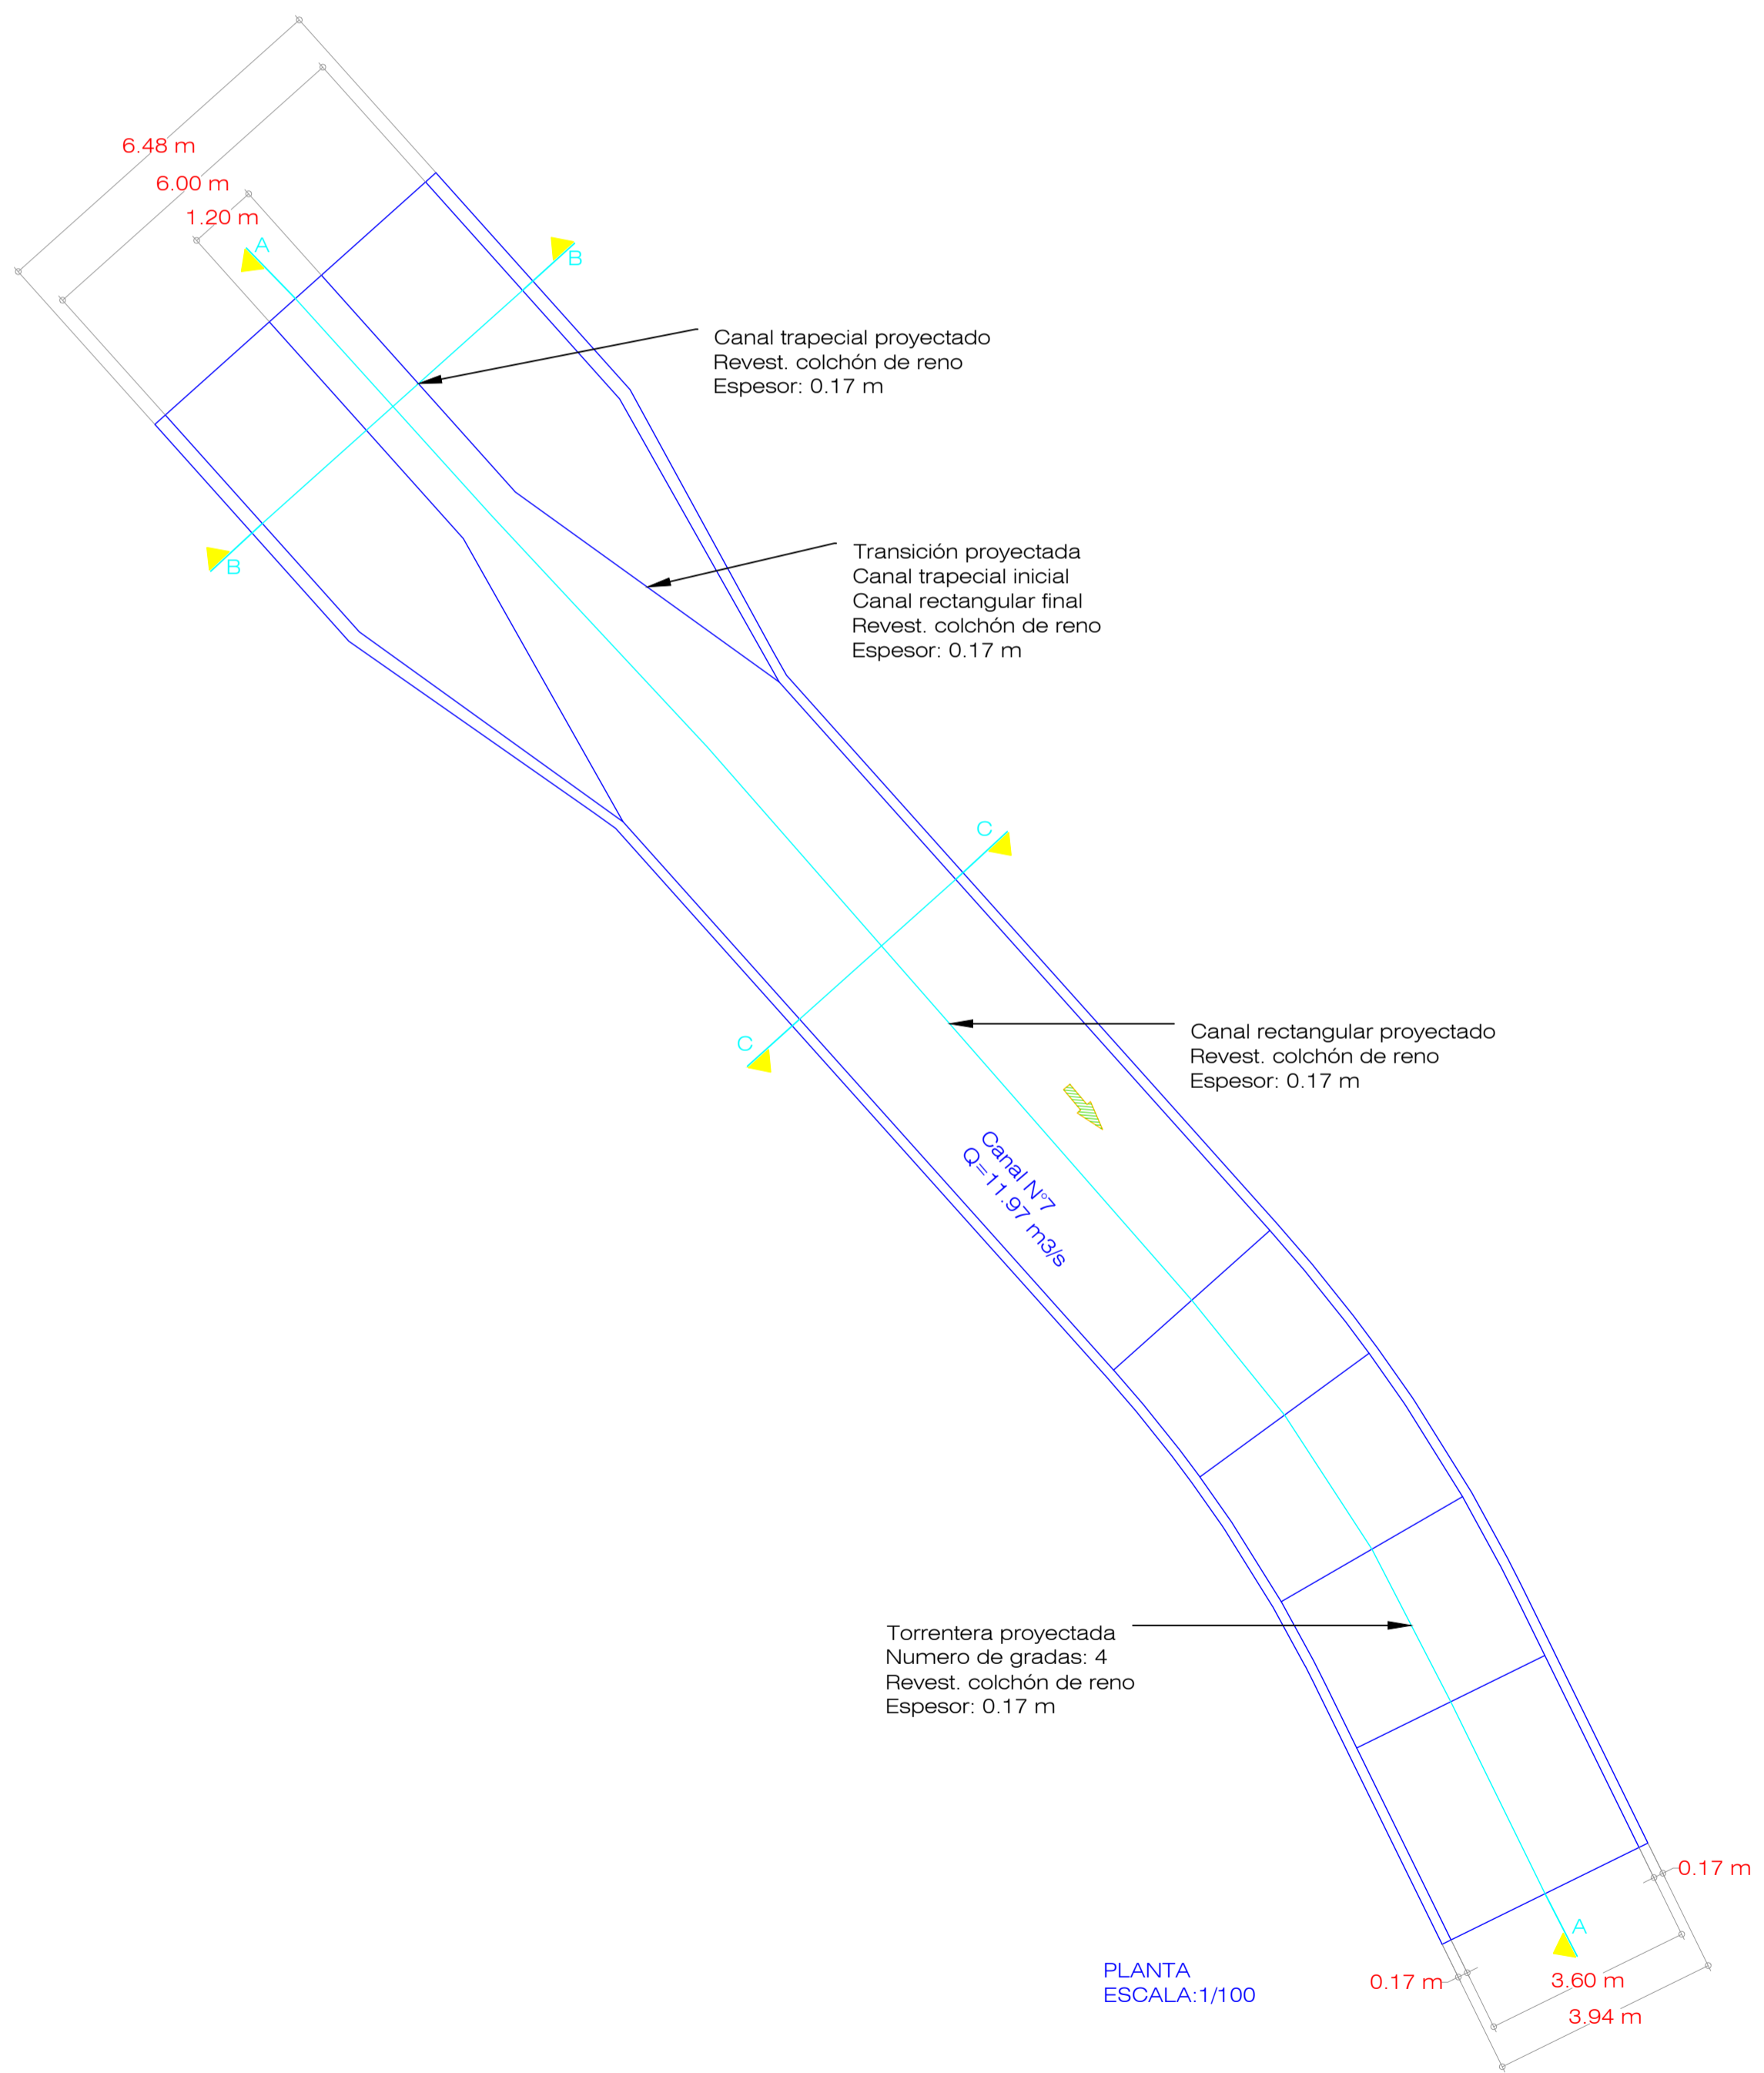 6.48 m
6.00 m
1.20 m
A
B
B
Canal trapecial proyectado
Revest. colchón de reno
Espesor: 0.17 m
Transición proyectada
Canal trapecial inicial
Canal rectangular final
Revest. colchón de reno
Espesor: 0.17 m
C
C
Canal rectangular proyectado
Revest. colchón de reno
Espesor: 0.17 m
Canal N°7
Q=11.97 m3/s
Torrentera proyectada
Numero de gradas: 4
Revest. colchón de reno
Espesor: 0.17 m
0.17 m
A
0.17 m
3.60 m
3.94 m
PLANTA
ESCALA:1/100